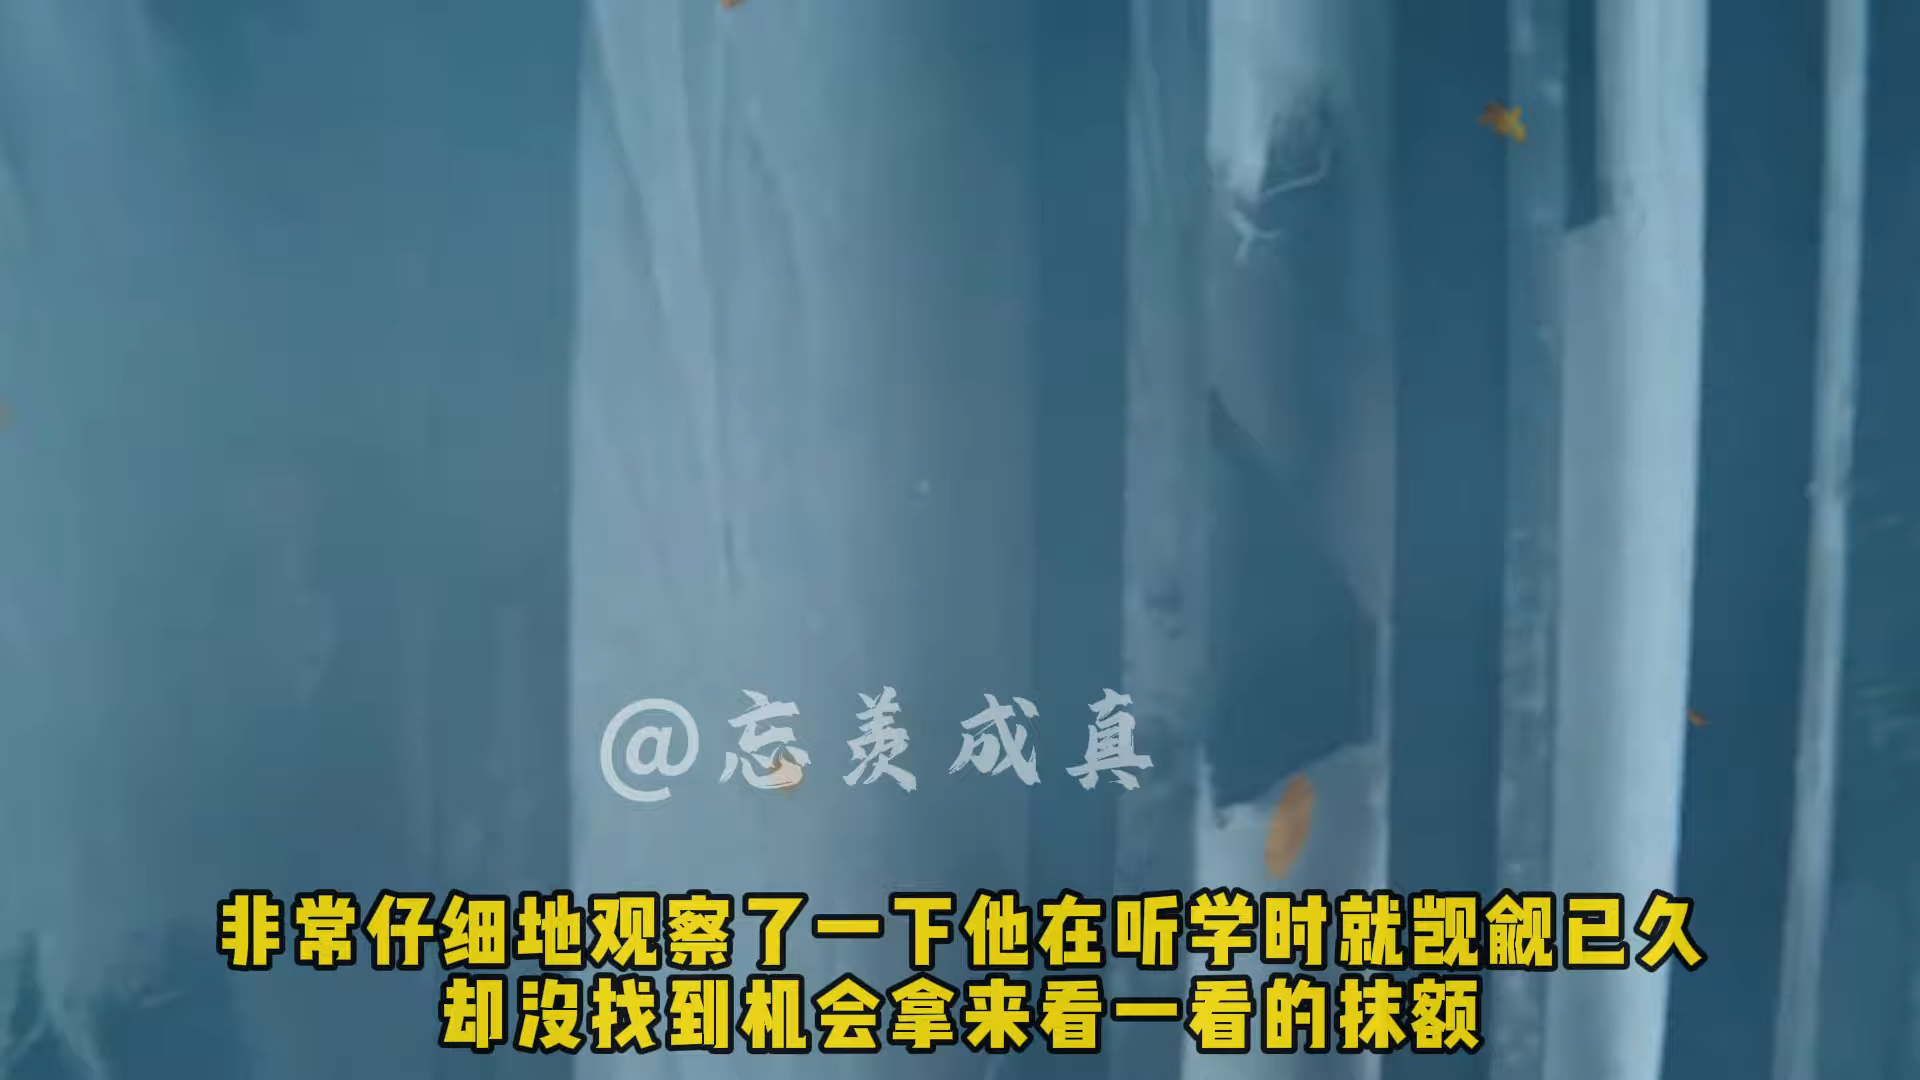 @忘羡成真
非常仔细地观察了一下他在听学时就觊觎已久
却没找到机会拿来看一看的抹额